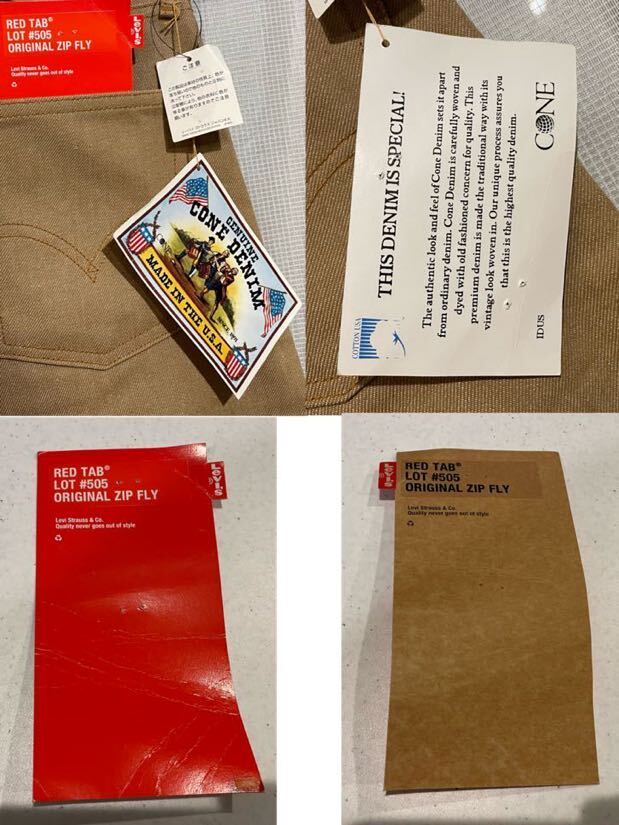 RED TAB®
LOT #505
ORIGINAL ZIP FLY
Levi Strauss & Co.
Quality never goes out of style
LEVI'S
ご注意
GENUINE
CONE DENIM
MADE IN THE U.S.A.
THIS DENIM IS SPECIAL!
The authentic look and feel of Cone Denim sets it apart
from ordinary denim. Cone Denim is carefully woven and
dyed with old fashioned concern for quality. This
premium denim is made the traditional way with its
vintage look woven in. Our unique process assures you
that this is the highest quality denim.
COTTON USA
IDUS
CONE
RED TAB®
LOT #505
ORIGINAL ZIP FLY
Levi Strauss & Co.
Quality never goes out of style
LEVI'S
RED TAB®
LOT #505
ORIGINAL ZIP FLY
Levi Strauss & Co.
Quality never goes out of style
LEVI'S